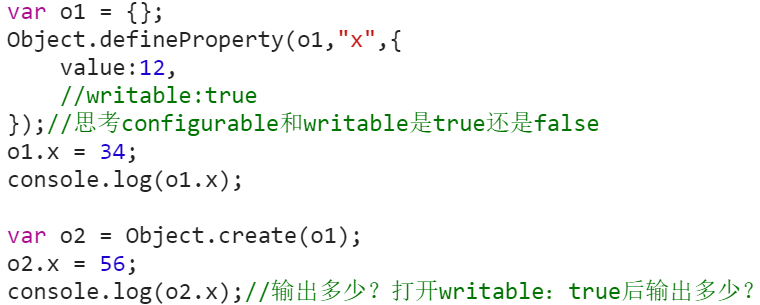 var o1 = {};
Object.defineProperty(o1,"x",{
    value:12,
    //writable:true
});//思考configurable和writable是true还是false
o1.x = 34;
console.log(o1.x);

var o2 = Object.create(o1);
o2.x = 56;
console.log(o2.x);//输出多少？打开writable：true后输出多少？